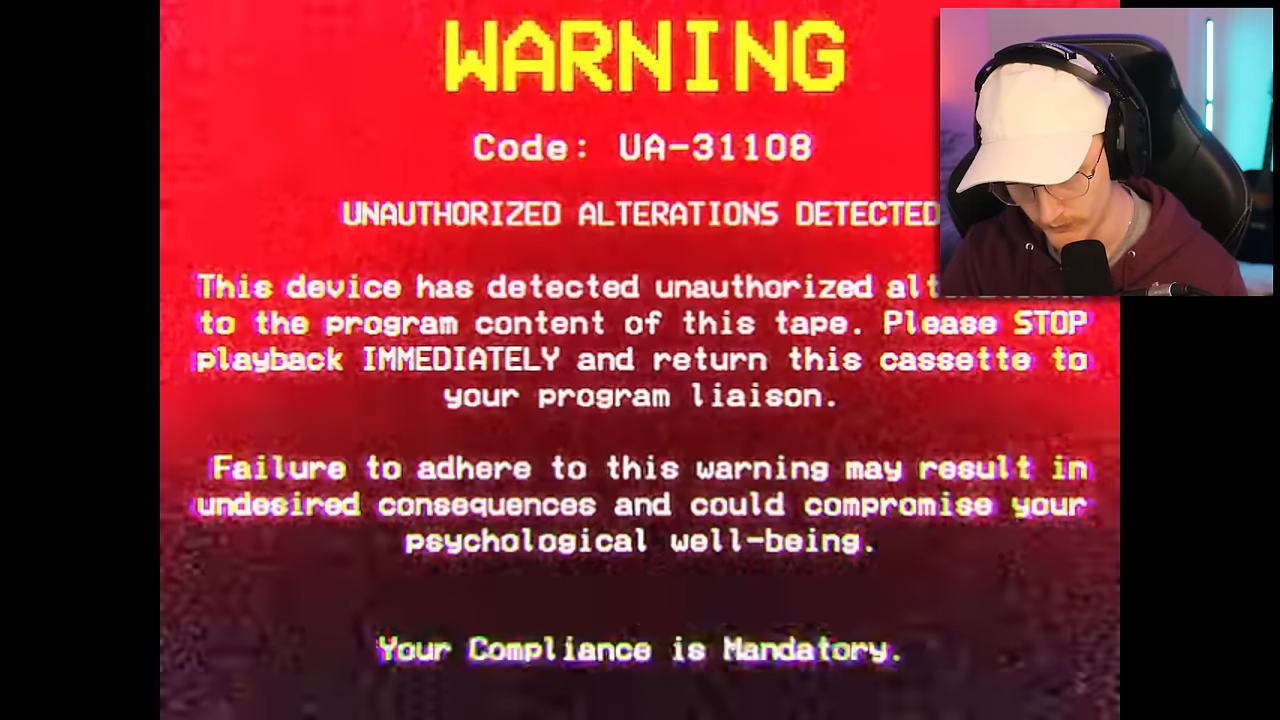 WARNING
Code: UA-31108
UNAUTHORIZED ALTERATIONS DETECTED
This device has detected unauthorized
to the program content of this tape. Please STOP
playback IMMEDIATELY and return this cassette to
your program liaison.
Failure to adhere to this warning may result in
undesired consequences and could compromise your
psychological well-being.
Your Compliance is Mandatory.